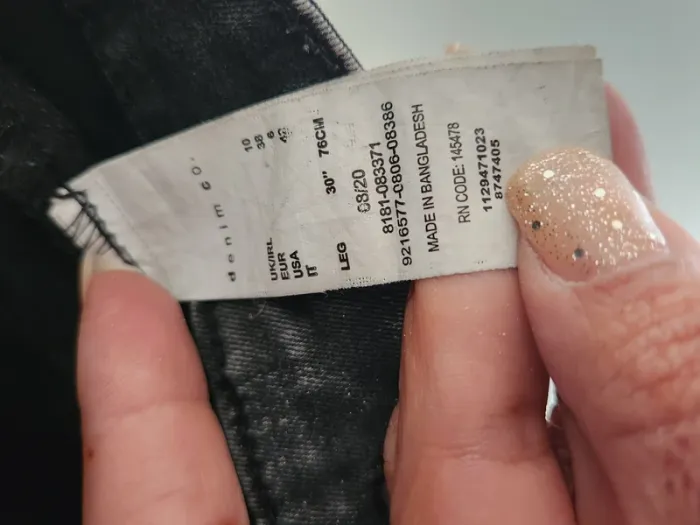 denim co.
UK/IRL 10
EUR 38
USA 6
IT 42
LEG 30" 76CM
08/20
8181-083371
9216577-0806-08386
MADE IN BANGLADESH
RN CODE: 145478
1129471023
8747405